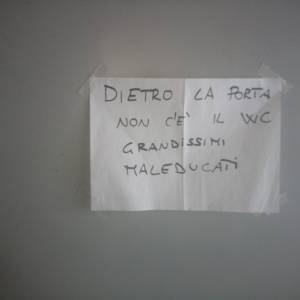 DIETRO LA PORTA
NON C'È IL WC
GRANDISSIMI
MALEDUCATI